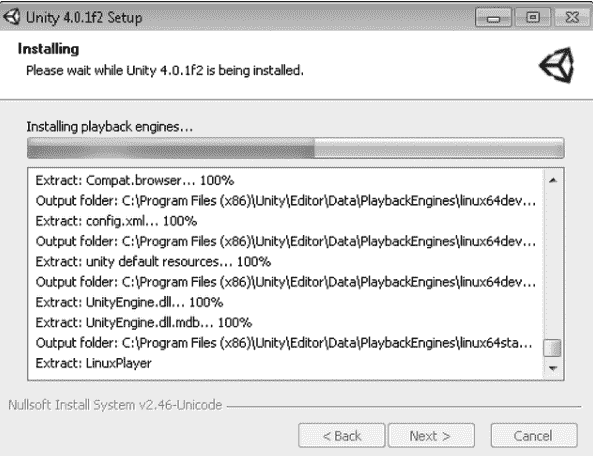 Unity 4.0.1f2 Setup
Installing
Please wait while Unity 4.0.1f2 is being installed.
Installing playback engines...
Extract: Compat.browser... 100%
Output folder: C:\Program Files (x86)\Unity\Editor\Data\PlaybackEngines\linux64dev...
Extract: config.xml... 100%
Output folder: C:\Program Files (x86)\Unity\Editor\Data\PlaybackEngines\linux64dev...
Extract: unity default resources... 100%
Output folder: C:\Program Files (x86)\Unity\Editor\Data\PlaybackEngines\linux64dev...
Extract: UnityEngine.dll... 100%
Extract: UnityEngine.dll.mdb... 100%
Output folder: C:\Program Files (x86)\Unity\Editor\Data\PlaybackEngines\linux64sta...
Extract: LinuxPlayer
Nullsoft Install System v2.46-Unicode
< Back Next > Cancel